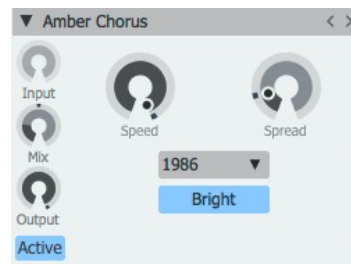 Amber Chorus
Input
Speed
Spread
Mix
1986
Bright
Output
Active